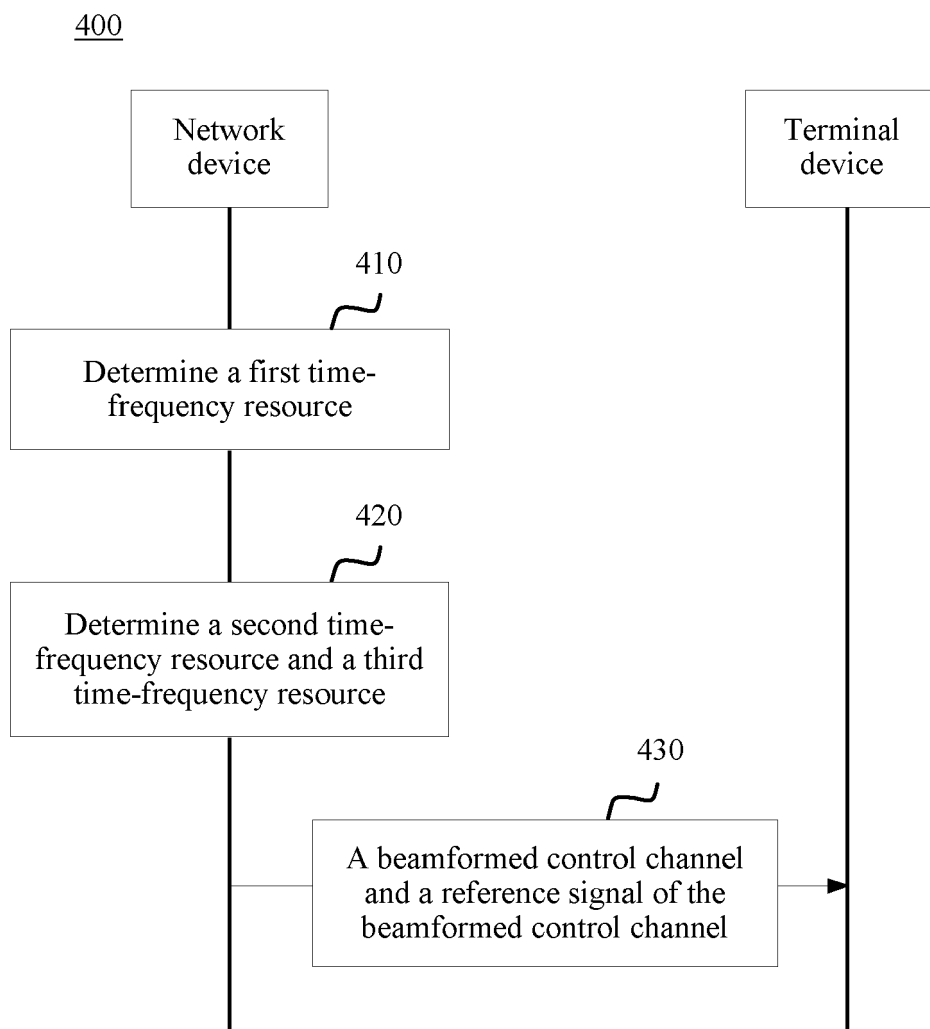 400
Network
device
Terminal
device
410
Determine a first time-
frequency resource
420
Determine a second time-
frequency resource and a third
time-frequency resource
430
A beamformed control channel
and a reference signal of the
beamformed control channel